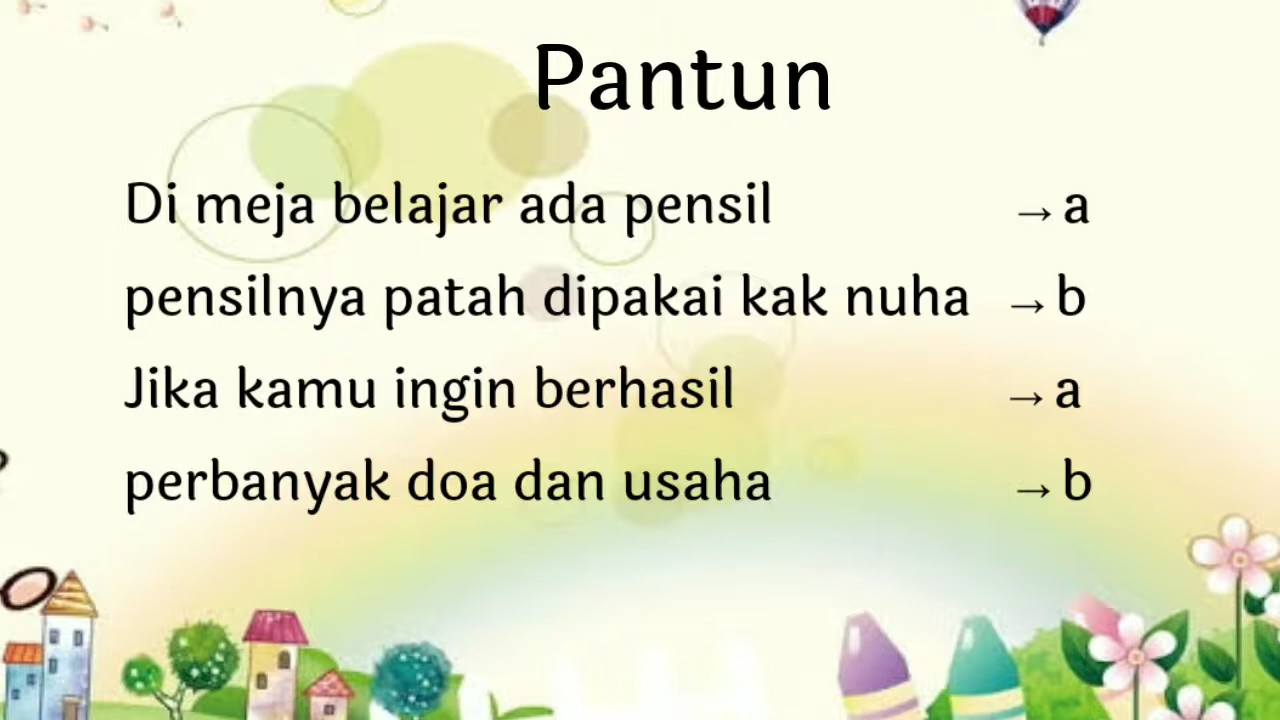 Pantun
Di meja belajar ada pensil → a
pensilnya patah dipakai kak nuha → b
Jika kamu ingin berhasil → a
perbanyak doa dan usaha → b